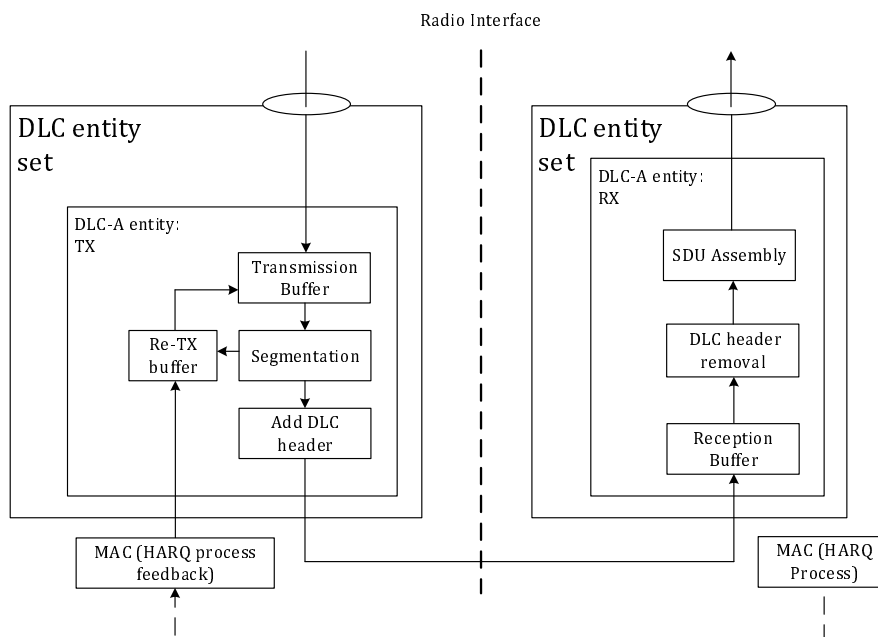 Radio Interface
DLC entity
set
DLC-A entity:
TX
Transmission
Buffer
Re-TX
buffer
Segmentation
Add DLC
header
MAC (HARQ process
feedback)
DLC entity
set
DLC-A entity:
RX
SDU Assembly
DLC header
removal
Reception
Buffer
MAC (HARQ
Process)